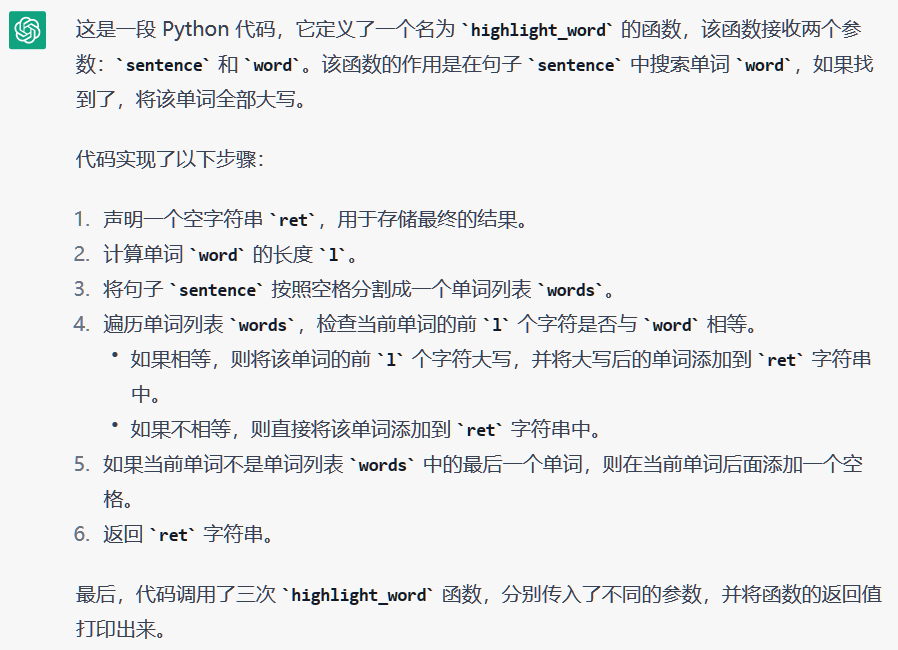 这是一段 Python 代码，它定义了一个名为 `highlight_word` 的函数，该函数接收两个参
数：`sentence` 和 `word`。该函数的作用是在句子 `sentence` 中搜索单词 `word`，如果找
到了，将该单词全部大写。
代码实现了以下步骤：
1. 声明一个空字符串 `ret`，用于存储最终的结果。
2. 计算单词 `word` 的长度 `l`。
3. 将句子 `sentence` 按照空格分割成一个单词列表 `words`。
4. 遍历单词列表 `words`，检查当前单词的前 `l` 个字符是否与 `word` 相等。
• 如果相等，则将该单词的前 `l` 个字符大写，并将大写后的单词添加到 `ret` 字符串
中。
• 如果不相等，则直接将该单词添加到 `ret` 字符串中。
5. 如果当前单词不是单词列表 `words` 中的最后一个单词，则在当前单词后面添加一个空
格。
6. 返回 `ret` 字符串。
最后，代码调用了三次 `highlight_word` 函数，分别传入了不同的参数，并将函数的返回值
打印出来。